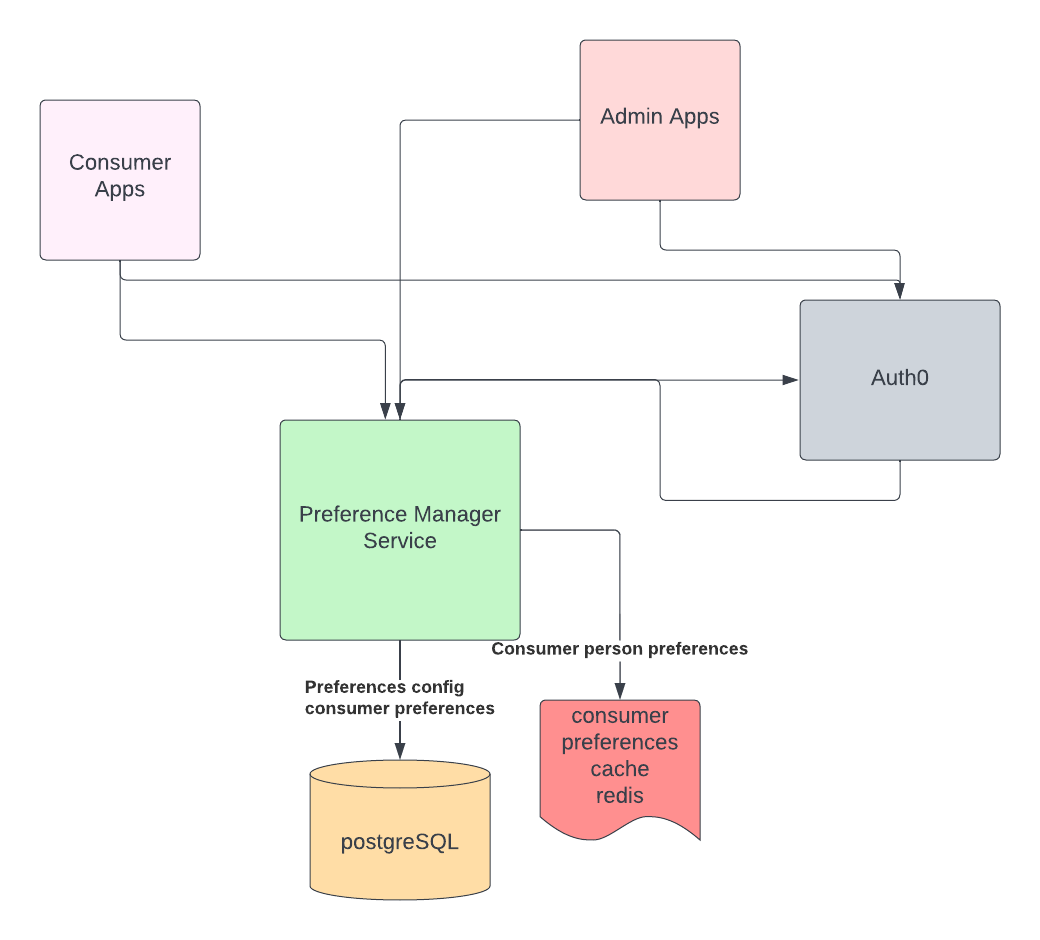 Admin Apps
Consumer
Apps
Auth0
Preference Manager
Service
Consumer person preferences
Preferences config
consumer preferences
consumer
preferences
cache
redis
postgreSQL